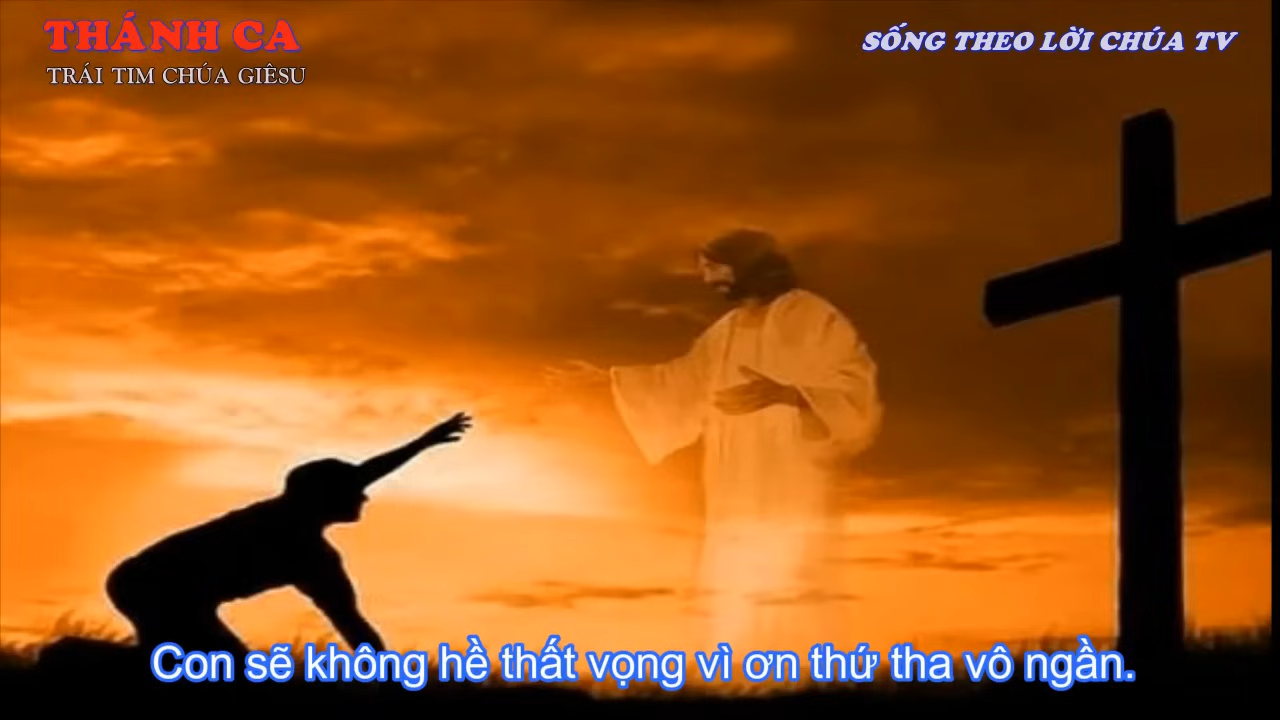 THÁNH CA
TRÁI TIM CHÚA GIÊSU
SỐNG THEO LỜI CHÚA TV
Con sẽ không hề thất vọng vì ơn thứ tha vô ngần.